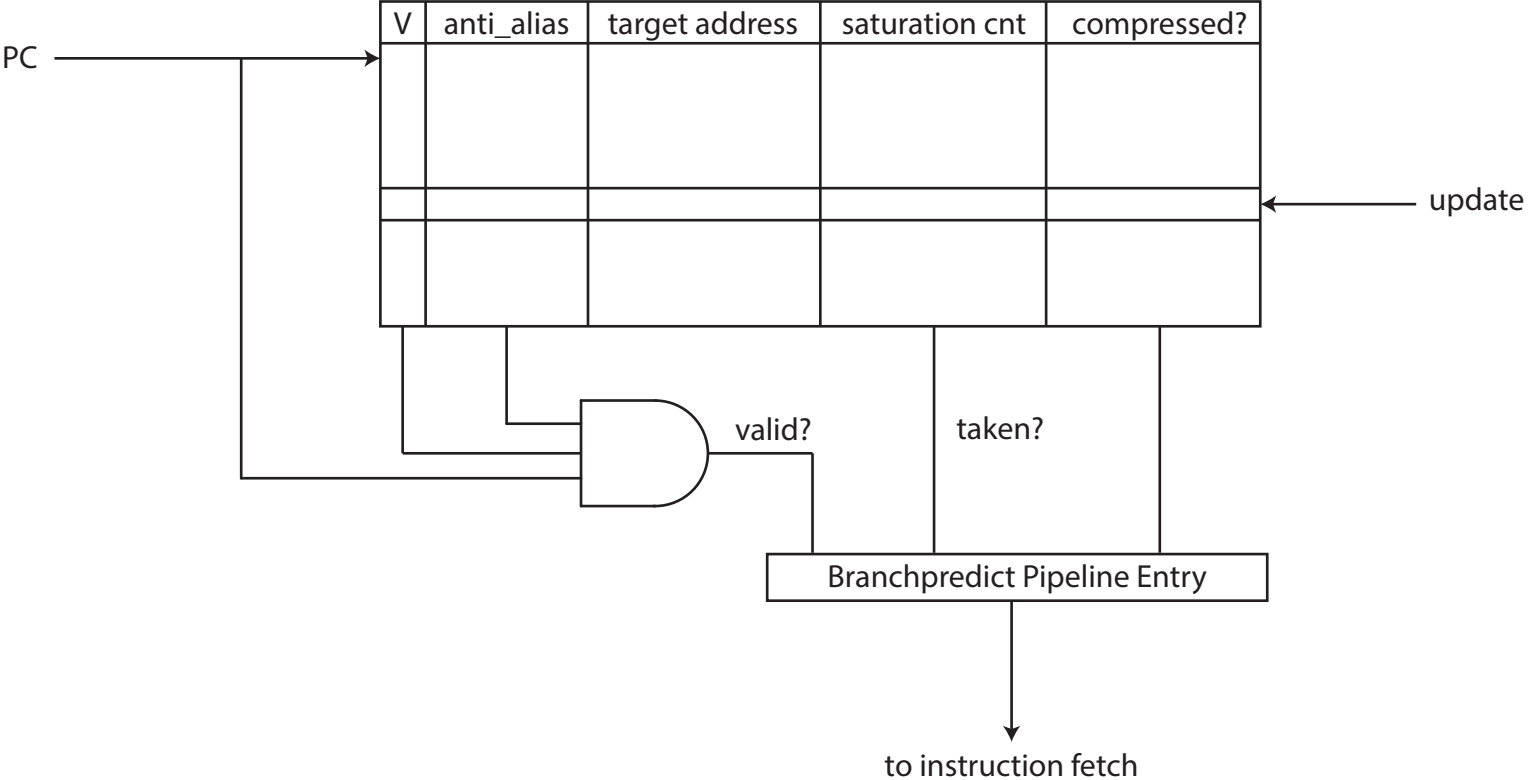 V anti_alias target address saturation cnt compressed?
PC
update
valid? taken?
Branchpredict Pipeline Entry
to instruction fetch